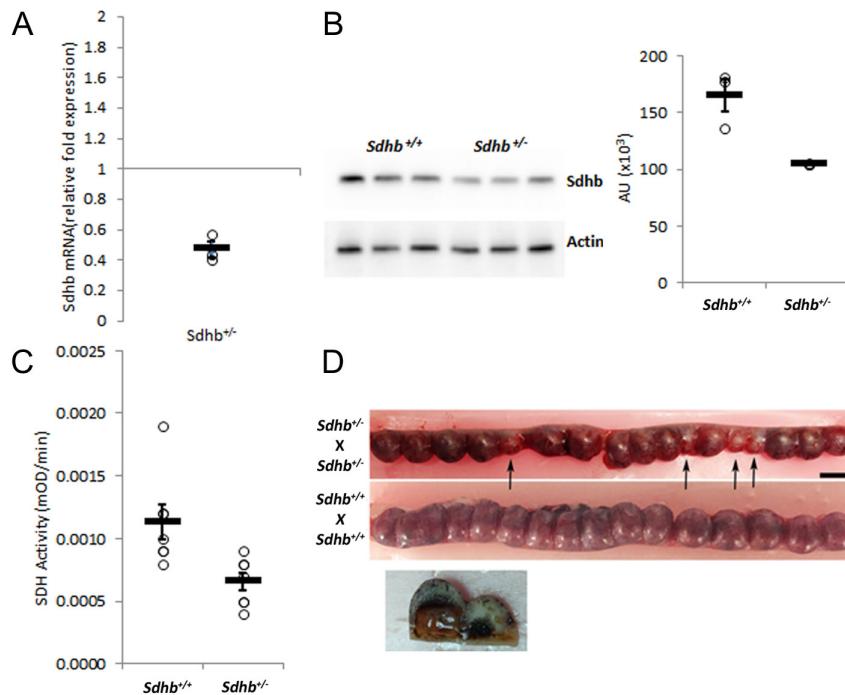 A
Sdhb mRNA(relative fold expression)
2
1.8
1.6
1.4
1.2
1
0.8
0.6
0.4
0.2
0
Sdhb+/-
B
Sdhb+/+ Sdhb+/-
Sdhb
Actin
AU (x10³)
200
150
100
50
0
Sdhb+/+ Sdhb+/-
C
SDH Activity (mOD/min)
0.0025
0.0020
0.0015
0.0010
0.0005
0.0000
Sdhb+/+ Sdhb+/-
D
Sdhb+/-
X
Sdhb+/-
Sdhb+/+
X
Sdhb+/+